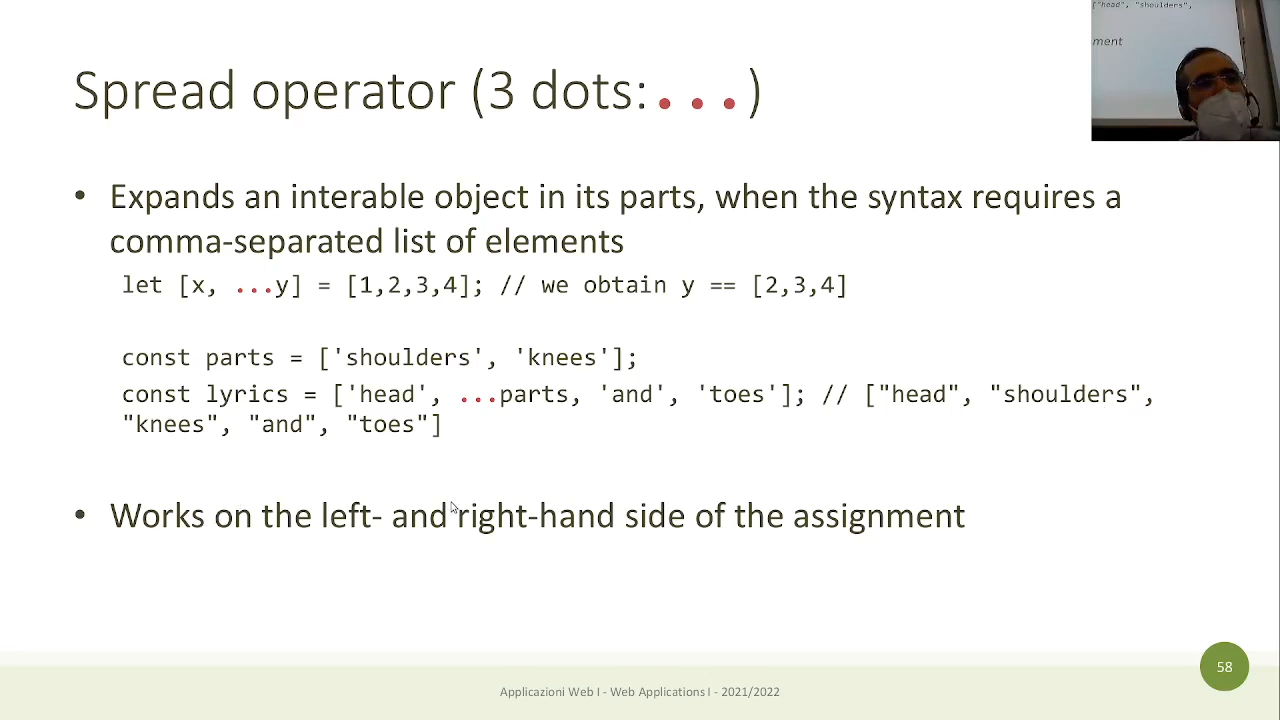 ["head", "shoulders",
ment
Spread operator (3 dots:...)
• Expands an interable object in its parts, when the syntax requires a
comma-separated list of elements
let [x, ...y] = [1,2,3,4]; // we obtain y == [2,3,4]
const parts = ['shoulders', 'knees'];
const lyrics = ['head', ...parts, 'and', 'toes']; // ["head", "shoulders",
"knees", "and", "toes"]
• Works on the left- and right-hand side of the assignment
58
Applicazioni Web I - Web Applications I - 2021/2022